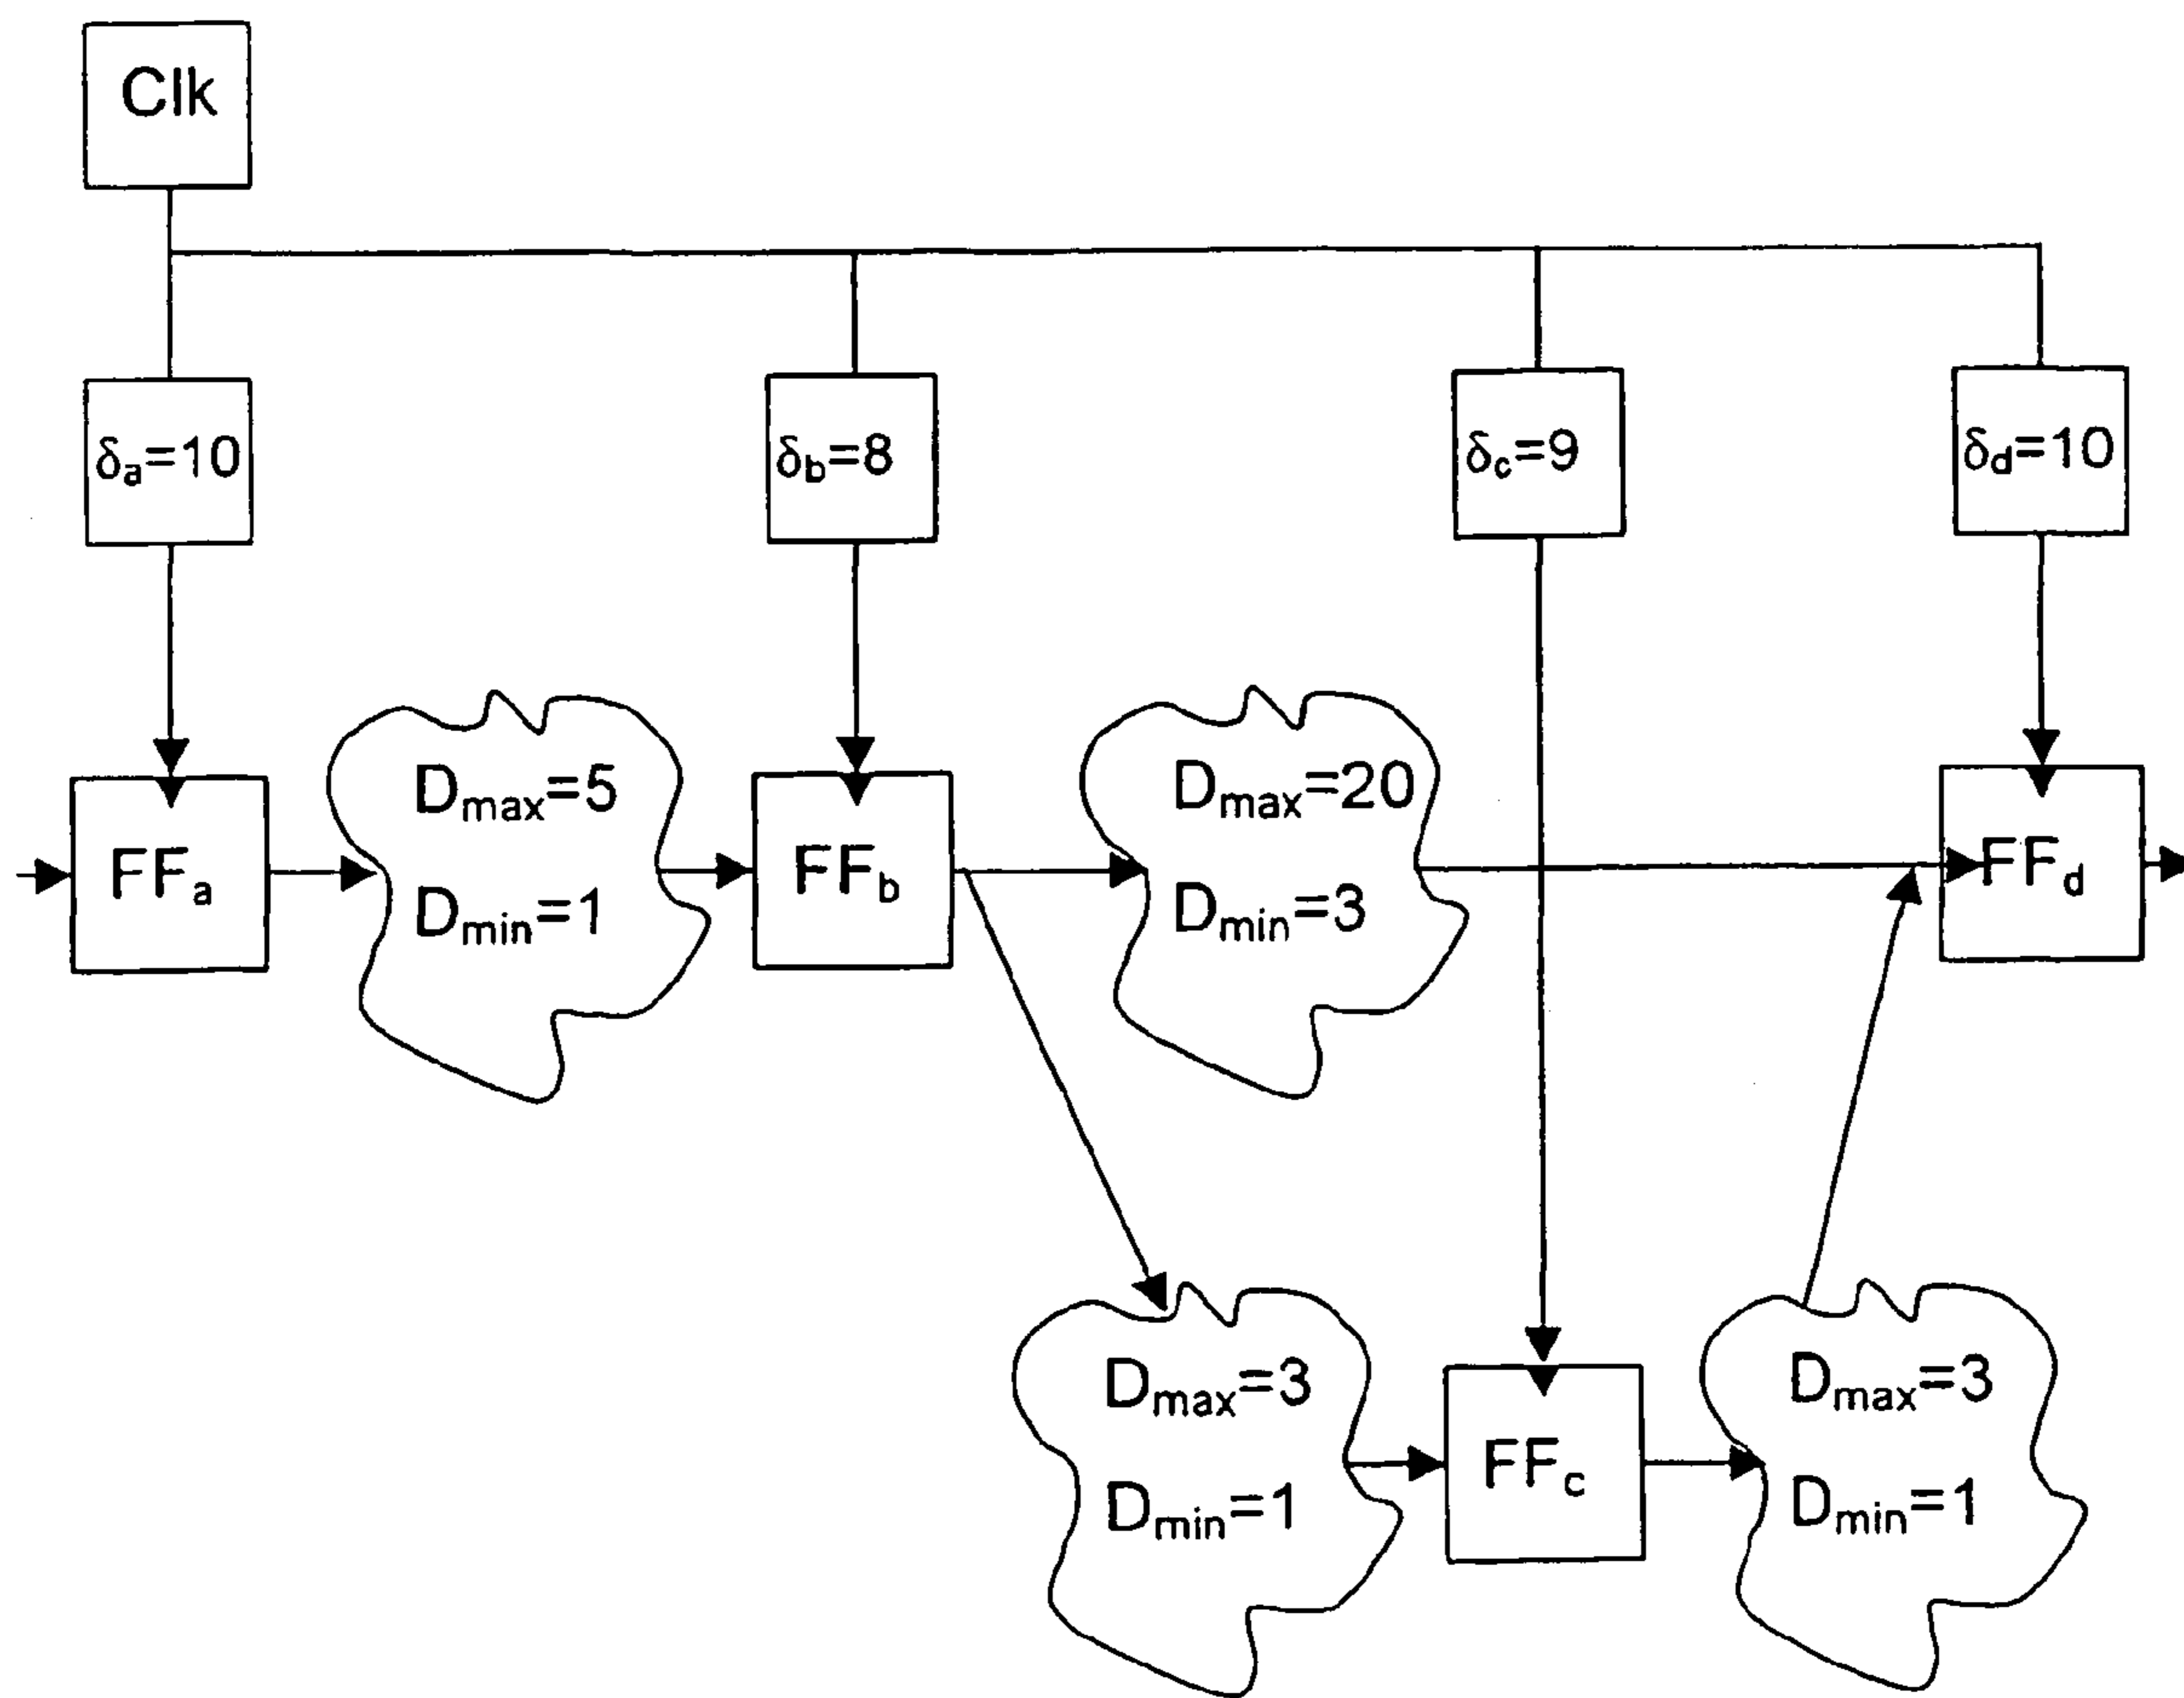 Clk
δa=10
δb=8
δc=9
δd=10
Dmax=5
Dmin=1
Dmax=20
Dmin=3
FFa
FFb
FFd
Dmax=3
Dmin=1
FFc
Dmax=3
Dmin=1